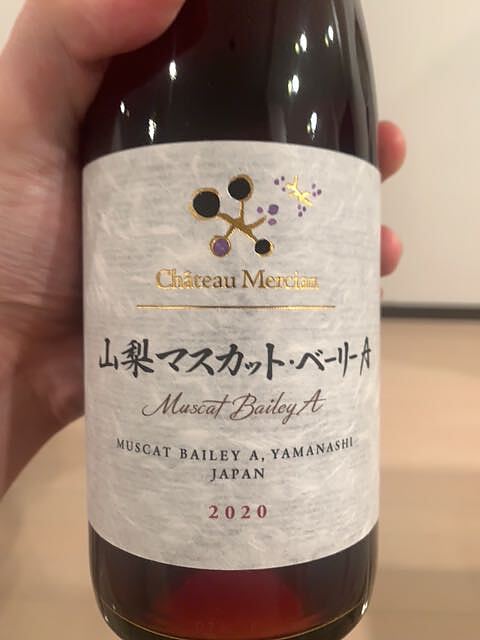 Château Mercian
山梨マスカット・ベーリーA
Muscat Bailey A
MUSCAT BAILEY A, YAMANASHI
JAPAN
2020